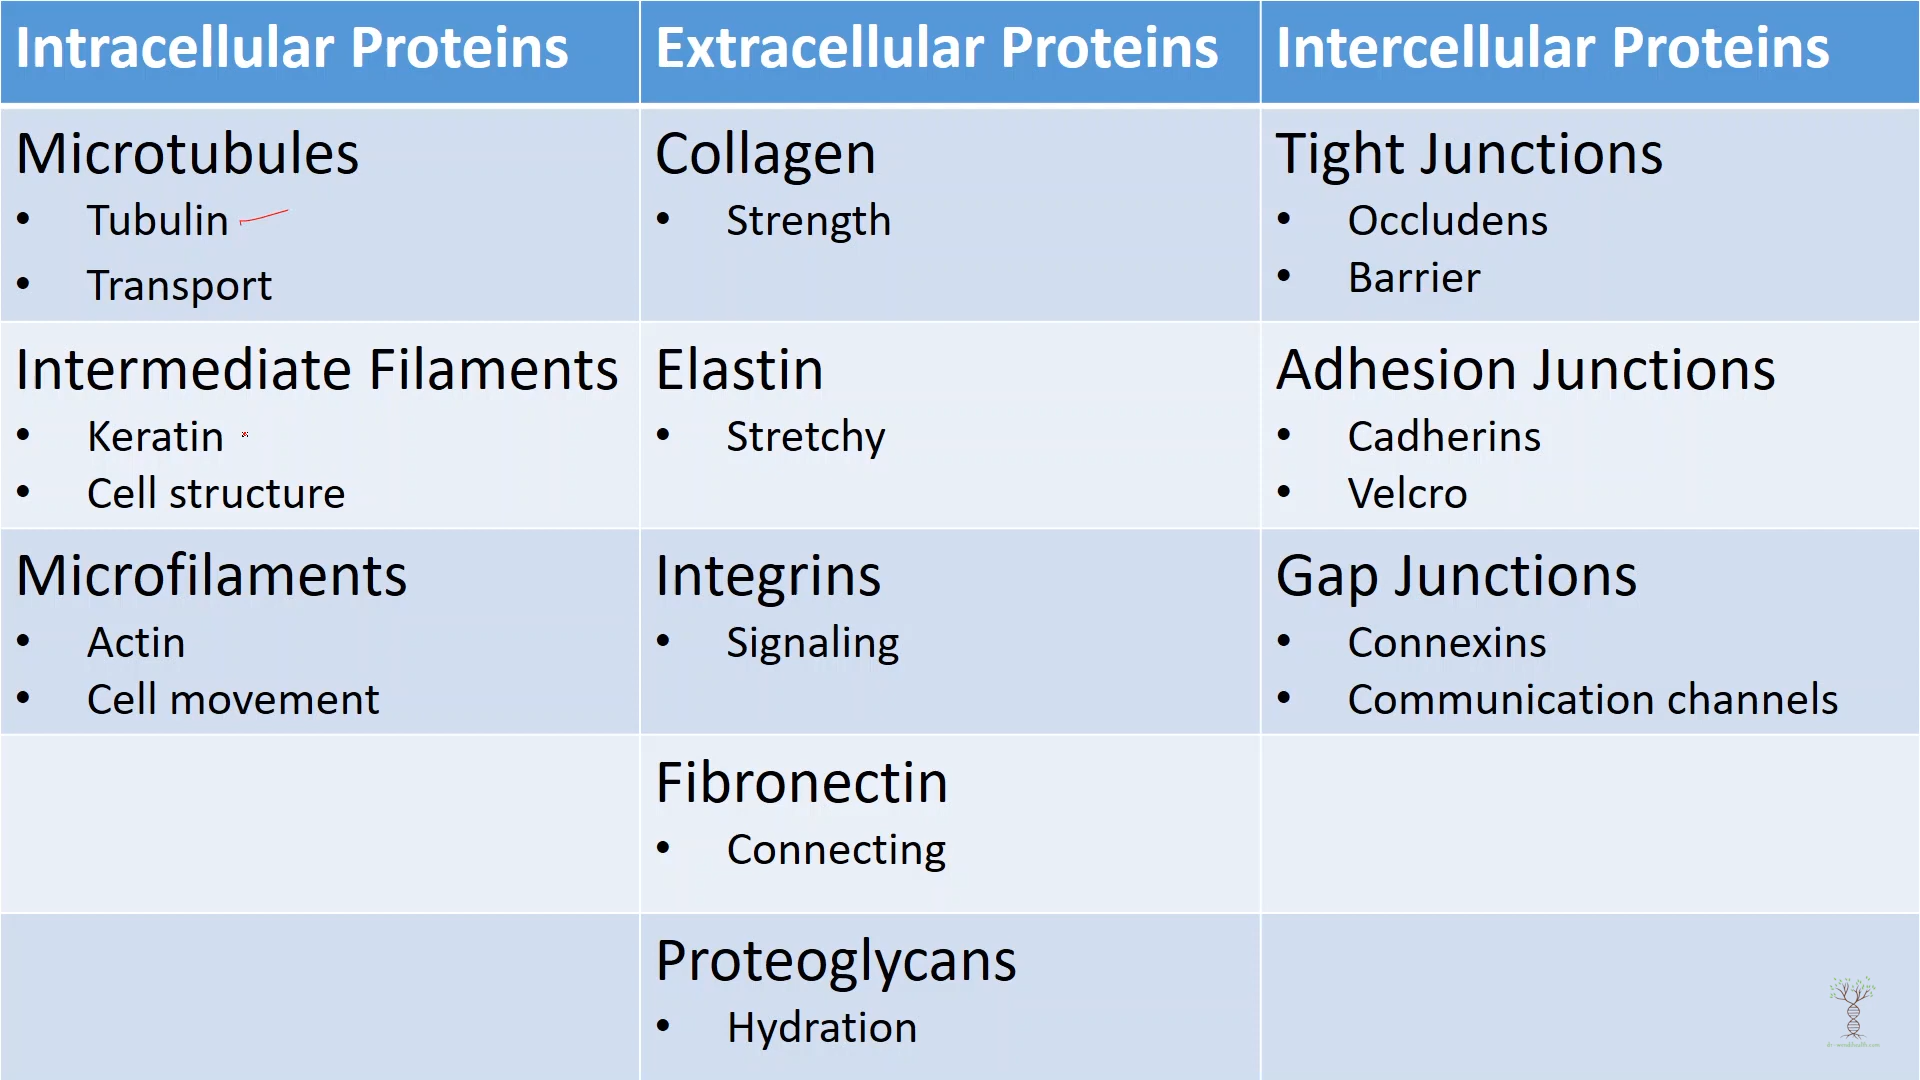 Intracellular Proteins
Extracellular Proteins
Intercellular Proteins
Microtubules
• Tubulin
• Transport
Collagen
• Strength
Tight Junctions
• Occludens
• Barrier
Intermediate Filaments
• Keratin
• Cell structure
Elastin
• Stretchy
Adhesion Junctions
• Cadherins
• Velcro
Microfilaments
• Actin
• Cell movement
Integrins
• Signaling
Gap Junctions
• Connexins
• Communication channels
Fibronectin
• Connecting
Proteoglycans
• Hydration